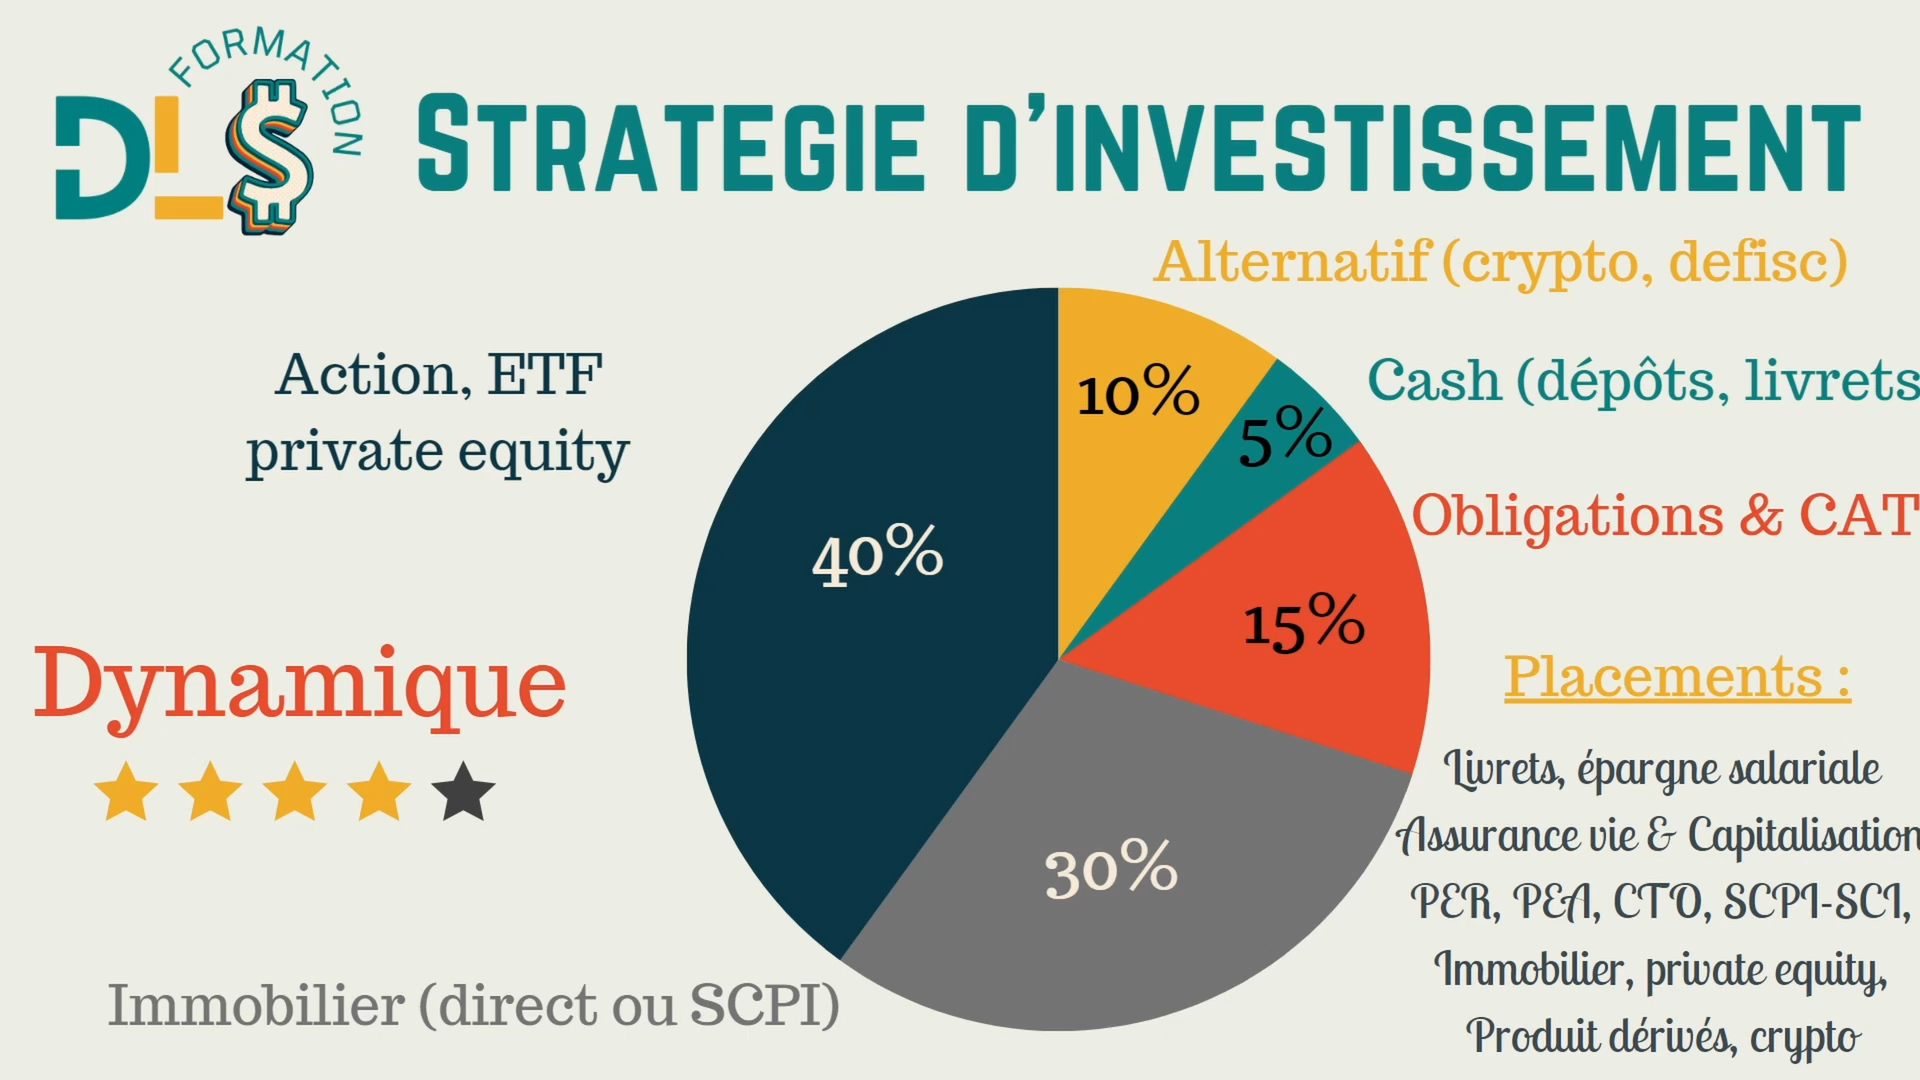 FORMATION
DL$
STRATEGIE D'INVESTISSEMENT
Alternatif (crypto, defisc)
Cash (dépôts, livrets
Obligations & CAT
Action, ETF
private equity
10%
5%
40%
15%
30%
Dynamique
Immobilier (direct ou SCPI)
Placements :
Livrets, épargne salariale
Assurance vie & Capitalisation
PER, PEA, CTO, SCPI-SCI,
Immobilier, private equity,
Produit dérivés, crypto